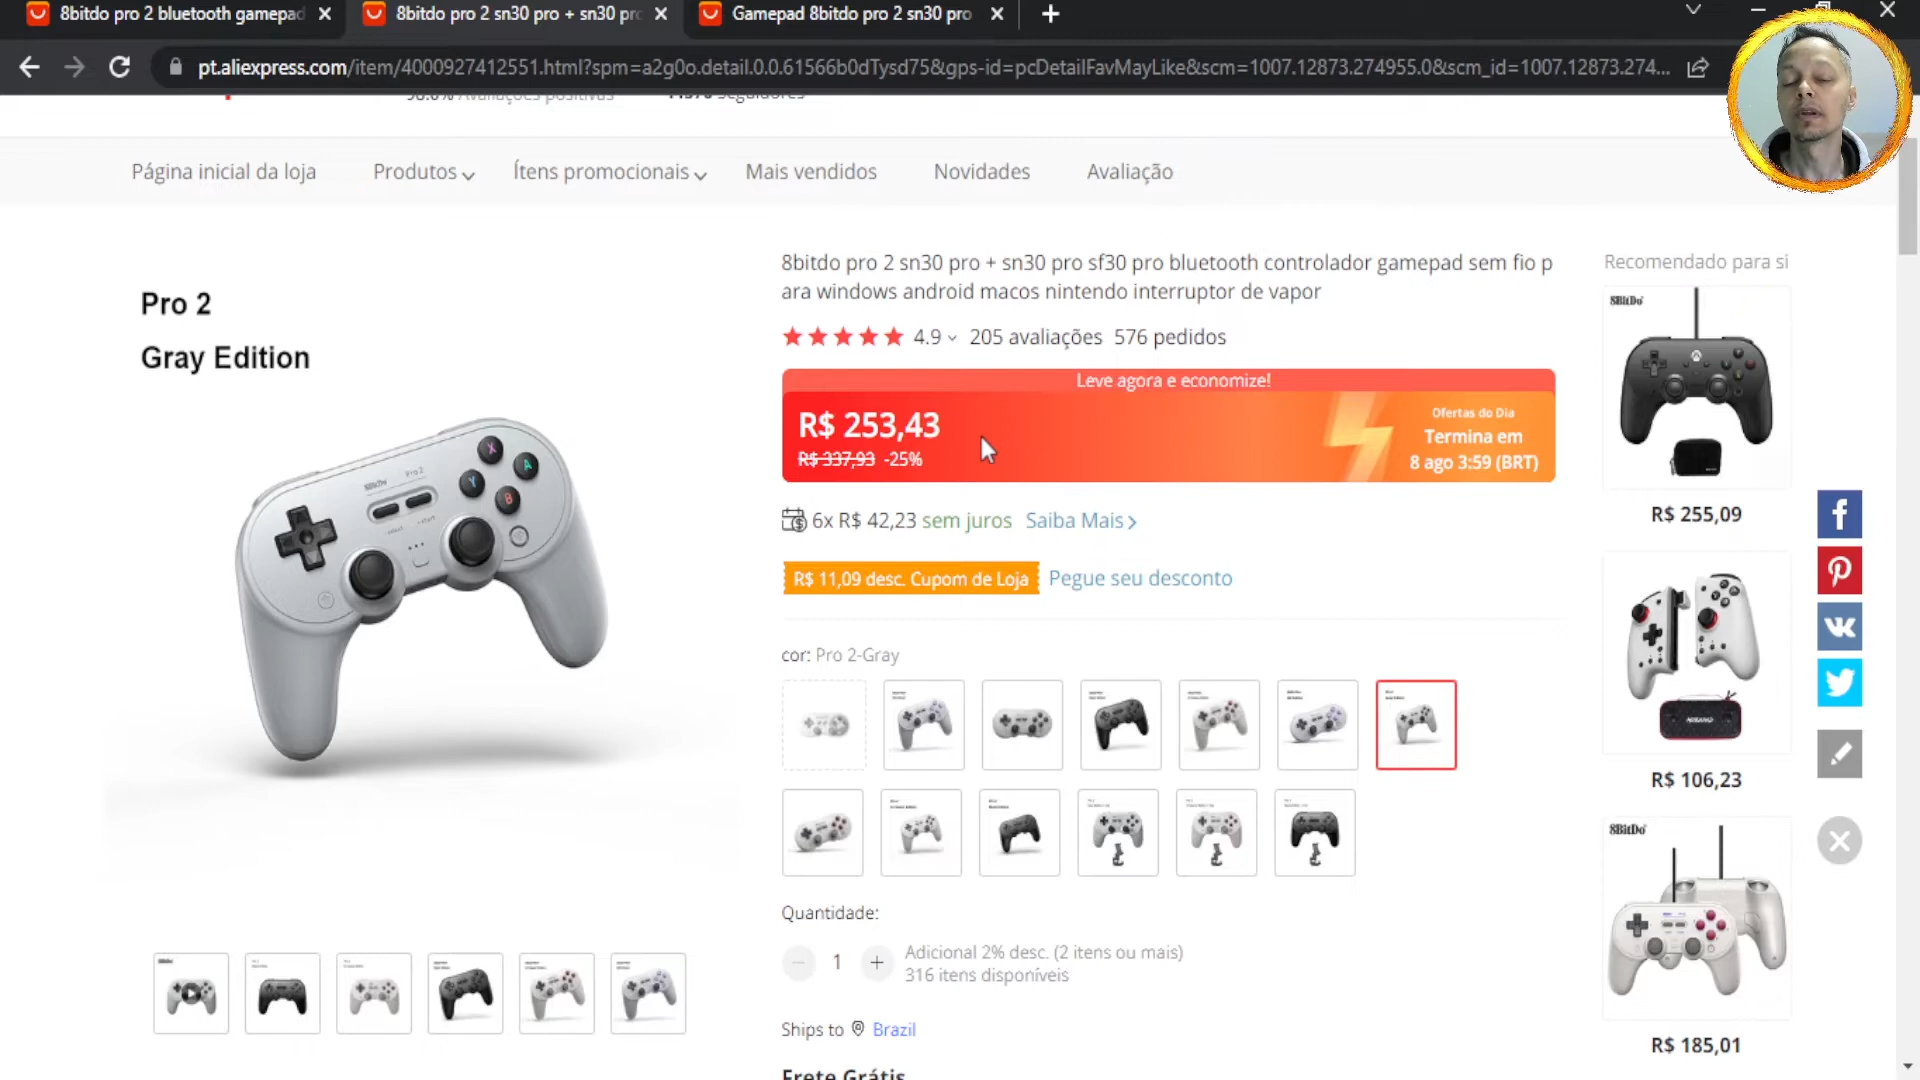 8bitdo pro 2 bluetooth gamepad
8bitdo pro 2 sn30 pro + sn30 pro
Gamepad 8bitdo pro 2 sn30 pro
pt.aliexpress.com/item/4000927412551.html?spm=a2g0o.detail.0.0.61566b0dTysd75&gps-id=pcDetailFavMayLike&scm=1007.12873.274955.0&scm_id=1007.12873.274...
98.6% Avaliações positivas
seguidores
Página inicial da loja
Produtos
Ítens promocionais
Mais vendidos
Novidades
Avaliação
Pro 2
Gray Edition
8bitdo pro 2 sn30 pro + sn30 pro sf30 pro bluetooth controlador gamepad sem fio p
ara windows android macos nintendo interruptor de vapor
4.9
205 avaliações
576 pedidos
Leve agora e economize!
R$ 253,43
R$ 337,93 -25%
Ofertas do Dia
Termina em
8 ago 3:59 (BRT)
6x R$ 42,23 sem juros Saiba Mais
R$ 11,09 desc. Cupom de Loja
Pegue seu desconto
cor: Pro 2-Gray
Quantidade:
1
Adicional 2% desc. (2 itens ou mais)
316 itens disponíveis
Ships to Brazil
Frete Grátis
Recomendado para si
8BitDo
R$ 255,09
R$ 106,23
8BitDo
R$ 185,01